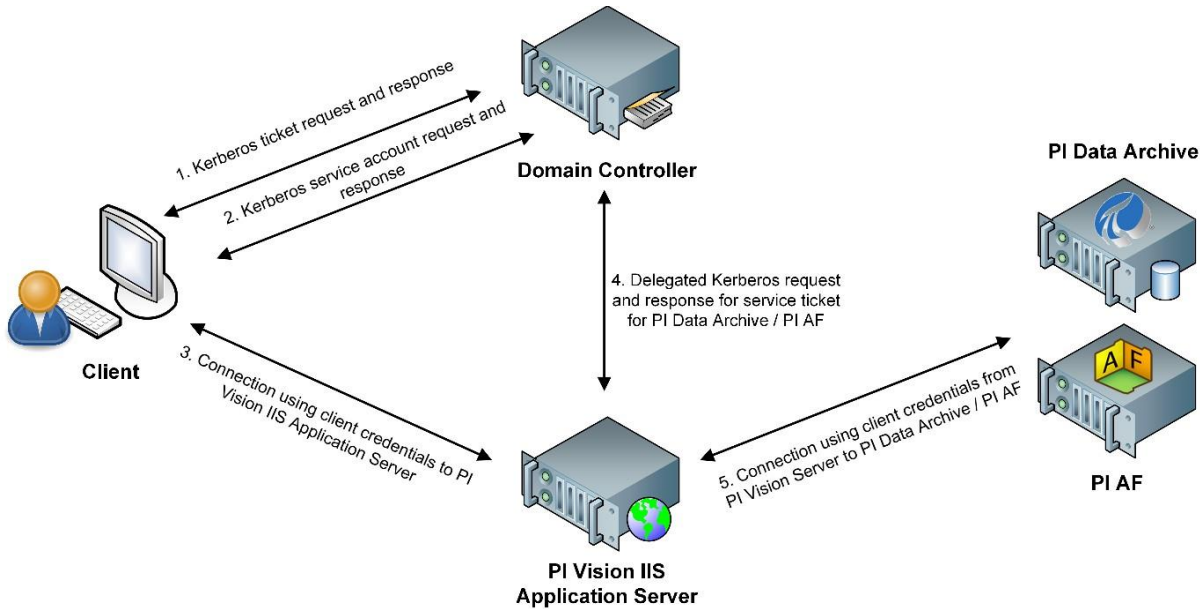 1. Kerberos ticket request and response
2. Kerberos service account request and
response
Domain Controller
PI Data Archive
4. Delegated Kerberos request
and response for service ticket
for PI Data Archive / PI AF
A F
Client
3. Connection using client credentials to PI
Vision IIS Application Server
5. Connection using client credentials from
PI Vision Server to PI Data Archive / PI AF
PI AF
PI Vision IIS
Application Server